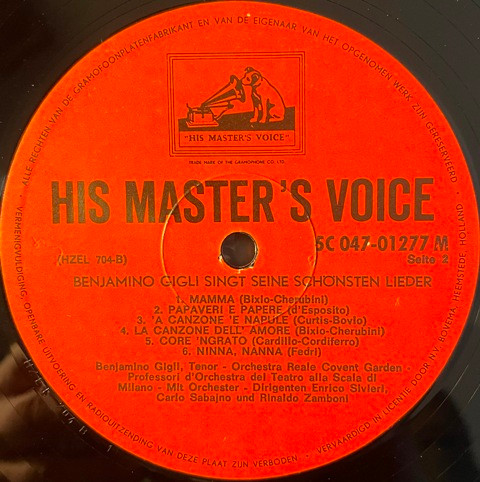 ALLE RECHTEN VAN DE GRAMOFOONPLATENFABRIKANT EN VAN DE EIGENAAR VAN HET OPGENOMEN WERK ZIJN GERESERVEERD
"HIS MASTER'S VOICE"
TRADE MARK OF THE GRAMOPHONE CO. LTD.
HIS MASTER'S VOICE
5C 047-01277 M
(HZEL 704-B)
Seite 2
BENJAMINO GIGLI SINGT SEINE SCHÖNSTEN LIEDER
1. MAMMA (Bixio-Cherubini)
2. PAPAVERI E PAPERE (d'Esposito)
3. 'A CANZONE 'E NAPULE (Curtis-Bovio)
4. LA CANZONE DELL' AMORE (Bixio-Cherubini)
5. CORE 'NGRATO (Cardillo-Cordiferro)
6. NINNA, NANNA (Fedri)
Benjamino Gigli, Tenor - Orchestra Reale Covent Garden -
Professori d'Orchestra del Teatro alla Scala di
Milano - Mit Orchester - Dirigenten Enrico Sivieri,
Carlo Sabajno und Rinaldo Zamboni
VERMENIGVULDIGING, OPENBARE UITVOERING EN RADIOUITZENDING VAN DEZE PLAAT ZIJN VERBODEN. - VERVAARDIGD IN LICENTIE DOOR N.V. BOVEMA, HEEMSTEDE-HOLLAND